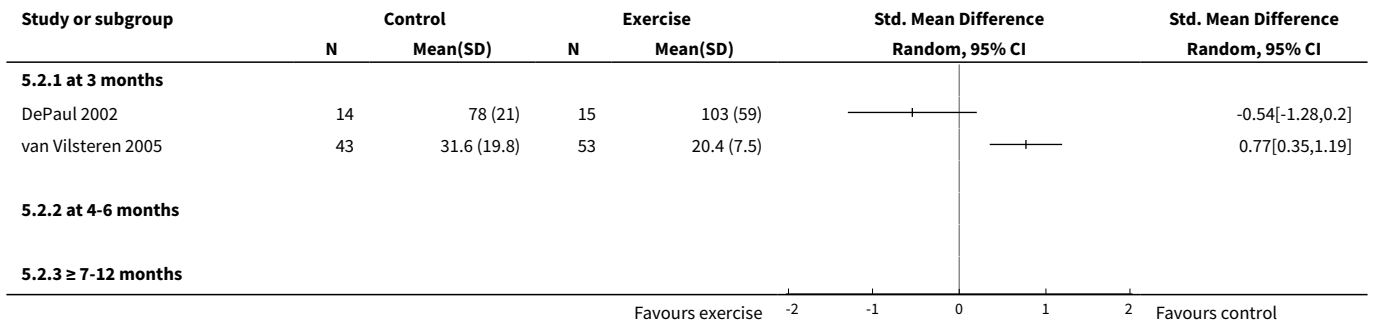 Study or subgroup Control Exercise Std. Mean Difference Std. Mean Difference
N Mean(SD) N Mean(SD) Random, 95% CI Random, 95% CI
5.2.1 at 3 months
DePaul 2002 14 78 (21) 15 103 (59) -0.54[-1.28,0.2]
van Vilsteren 2005 43 31.6 (19.8) 53 20.4 (7.5) 0.77[0.35,1.19]
5.2.2 at 4-6 months
5.2.3 ≥ 7-12 months
Favours exercise -2 -1 0 1 2 Favours control